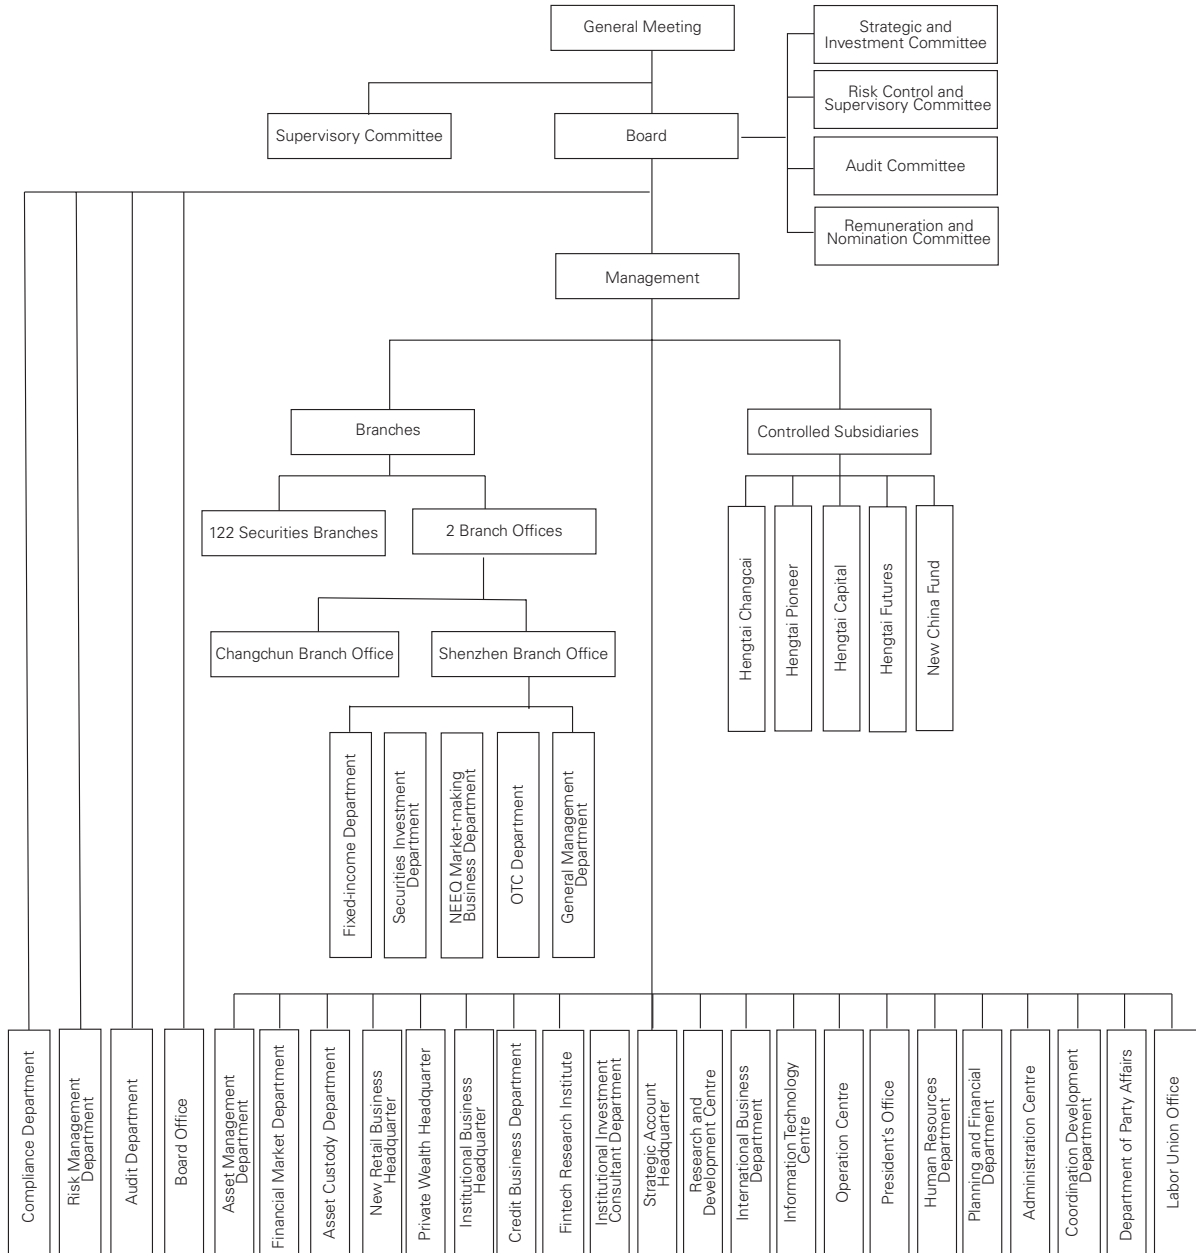 General Meeting
Strategic and
Investment Committee
Risk Control and
Supervisory Committee
Supervisory Committee
Board
Audit Committee
Remuneration and
Nomination Committee
Management
Branches
Controlled Subsidiaries
122 Securities Branches
2 Branch Offices
Hengtai Changcai
Hengtai Pioneer
Hengtai Capital
Hengtai Futures
New China Fund
Changchun Branch Office
Shenzhen Branch Office
Fixed-income Department
Securities Investment
Department
NEEQ Market-making
Business Department
OTC Department
General Management
Department
Compliance Department
Risk Management
Department
Audit Department
Board Office
Asset Management
Department
Financial Market Department
Asset Custody Department
New Retail Business
Headquarter
Private Wealth Headquarter
Institutional Business
Headquarter
Credit Business Department
Fintech Research Institute
Institutional Investment
Consultant Department
Strategic Account
Headquarter
Research and
Development Centre
International Business
Department
Information Technology
Centre
Operation Centre
President's Office
Human Resources
Department
Planning and Financial
Department
Administration Centre
Coordination Development
Department
Department of Party Affairs
Labor Union Office